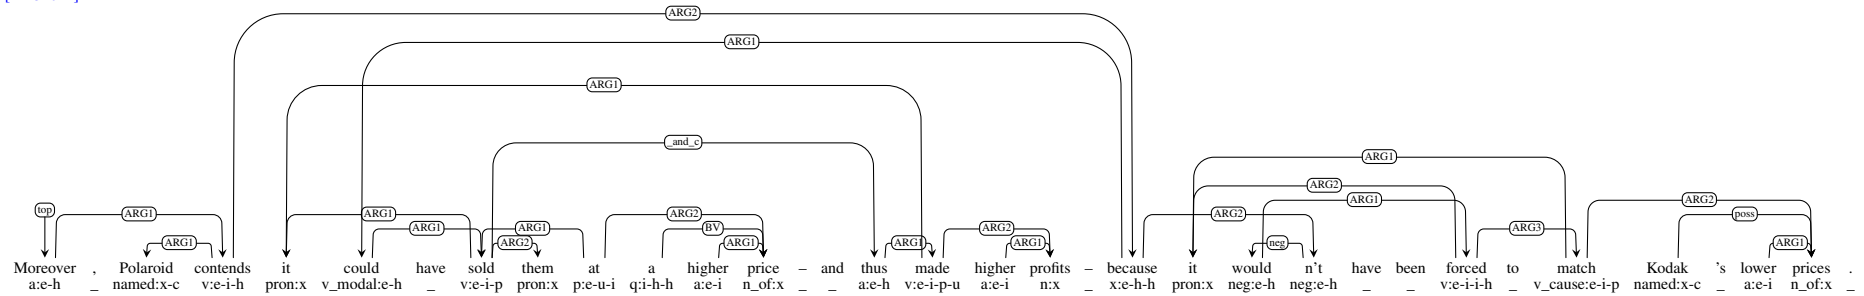 ARG2
ARG1
ARG1
_and_c
ARG1
ARG2
top ARG1 ARG1 ARG2 ARG2 ARG1 ARG2 poss
ARG1 ARG1 BV ARG2 ARG3
ARG1 ARG2 ARG1 ARG1 ARG1 neg ARG1
Moreover , Polaroid contends it could have sold them at a higher price – and thus made higher profits – because it would n't have been forced to match Kodak 's lower prices .
a:e-h _ named:x-c v:e-i-h pron:x v_modal:e-h _ v:e-i-p pron:x p:e-u-i q:i-h-h a:e-i n_of:x _ _ a:e-h v:e-i-p-u a:e-i n:x _ x:e-h-h pron:x neg:e-h neg:e-h _ _ v:e-i-i-h _ v_cause:e-i-p named:x-c _ a:e-i n_of:x _